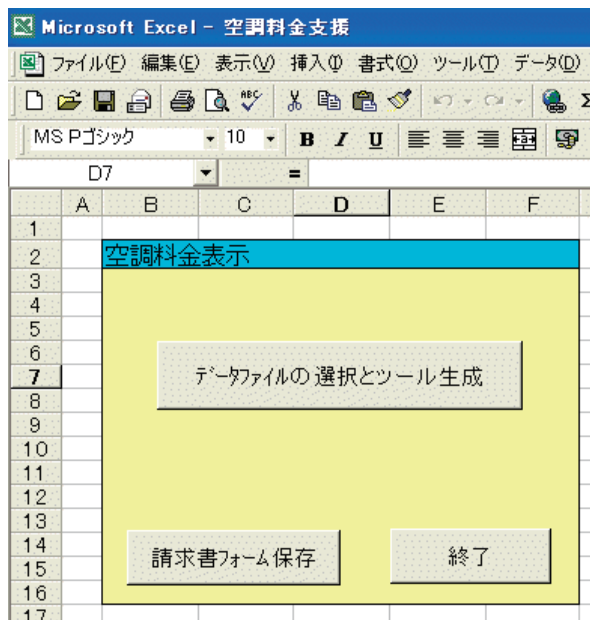 Microsoft Excel - 空調料金支援
ファイル(F) 編集(E) 表示(V) 挿入(I) 書式(O) ツール(T) データ(D)
ABC
MS Pゴシック 10 B I U
D7 =
A B C D E F
1
2 空調料金表示
3
4
5
6
7 データファイルの選択とツール生成
8
9
10
11
12
13
14
15 請求書フォーム保存 終了
16
17